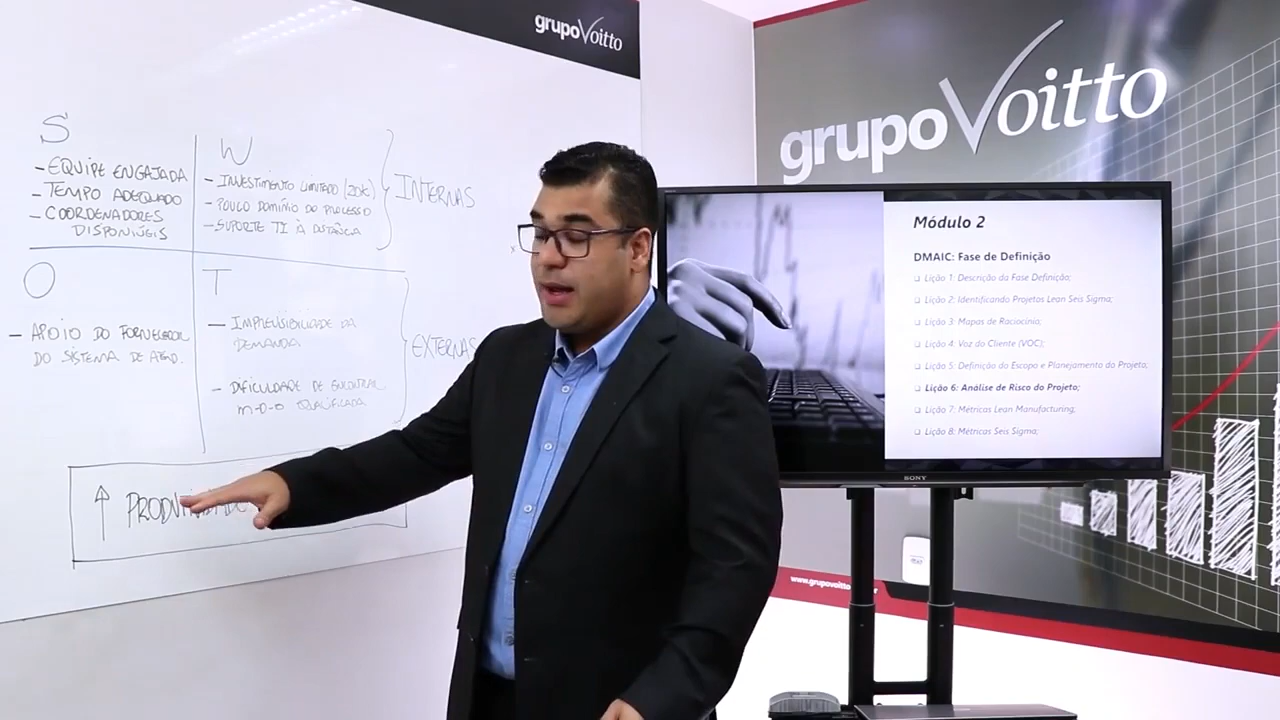 grupoVoitto
grupoVoitto
S
- EQUIPE ENGAJADA
- TEMPO ADEQUADO
- COORDENADORES
DISPONÍVEIS
W
- INVESTIMENTO LIMITADO
- POUCO DOMÍNIO DO PROCESSO
- SUPORTE TI À DISTÂNCIA
INTERNAS
O
- APOIO DO FORNECEDOR
DO SISTEMA DE ATEND.
T
- IMPREVISIBILIDADE DA
DEMANDA
- DIFICULDADE DE ENCONTRAR
M-D-O QUALIFICADA
EXTERNAS
↑
Módulo 2
DMAIC: Fase de Definição
❑ Lição 1: Descrição da Fase Definição;
❑ Lição 2: Identificando Projetos Lean Seis Sigma;
❑ Lição 3: Mapas de Raciocínio;
❑ Lição 4: Voz do Cliente (VOC);
❑ Lição 5: Definição do Escopo e Planejamento do Projeto;
❑ Lição 6: Análise de Risco do Projeto;
❑ Lição 7: Métricas Lean Manufacturing;
❑ Lição 8: Métricas Seis Sigma;
SONY
www.grupovoitto